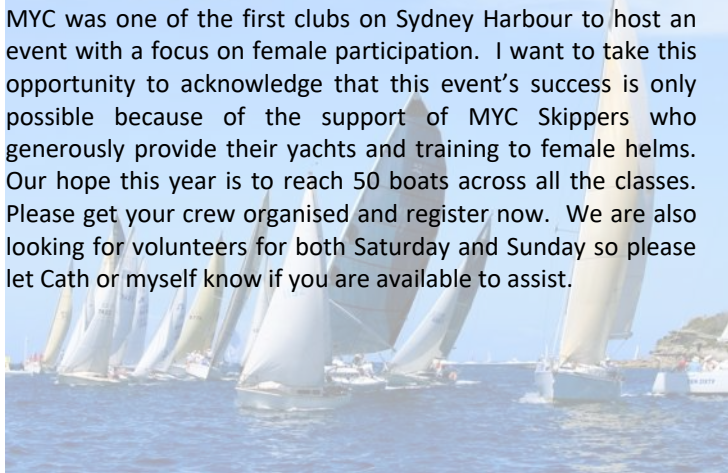 MYC was one of the first clubs on Sydney Harbour to host an
event with a focus on female participation.  I want to take this
opportunity to acknowledge that this event’s success is only
possible because of the support of MYC Skippers who
generously provide their yachts and training to female helms.
Our hope this year is to reach 50 boats across all the classes.
Please get your crew organised and register now.  We are also
looking for volunteers for both Saturday and Sunday so please
let Cath or myself know if you are available to assist.